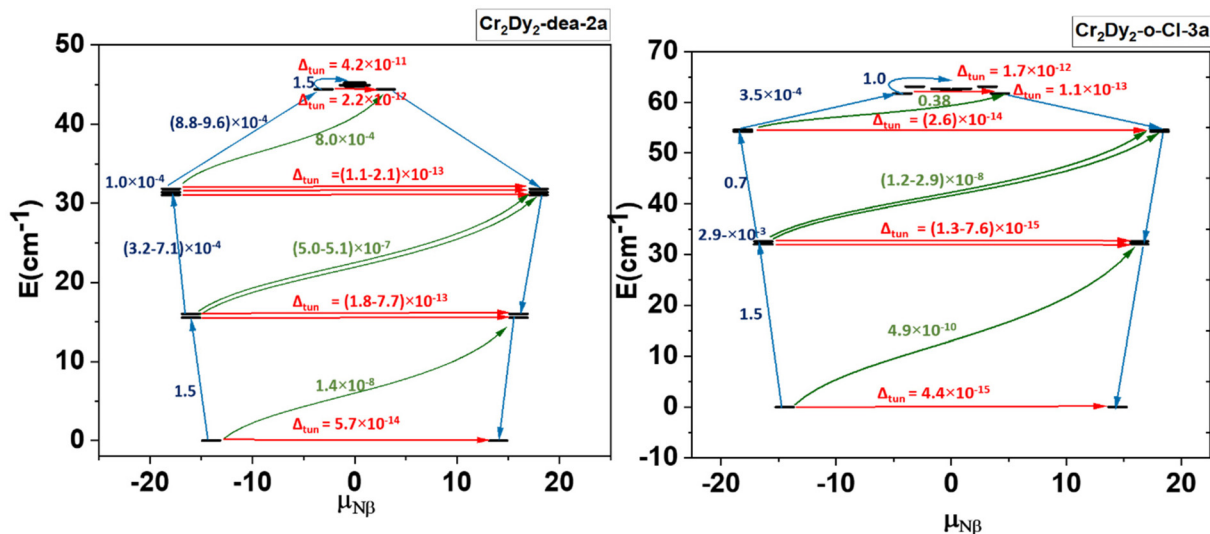 Cr₂Dy₂-dea-2a
50
40
30
20
10
0
E(cm⁻¹)
Δtun = 4.2×10⁻¹¹
1.5
Δtun = 2.2×10⁻¹²
(8.8-9.6)×10⁻⁴
8.0×10⁻⁴
1.0×10⁻⁴
Δtun =(1.1-2.1)×10⁻¹³
(3.2-7.1)×10⁻⁴
(5.0-5.1)×10⁻⁷
Δtun = (1.8-7.7)×10⁻¹³
1.5
1.4×10⁻⁸
Δtun = 5.7×10⁻¹⁴
-20
-10
0
10
20
μNβ
Cr₂Dy₂-o-Cl-3a
70
60
50
40
30
20
10
0
-10
E(cm⁻¹)
1.0
Δtun = 1.7×10⁻¹²
Δtun = 1.1×10⁻¹³
3.5×10⁻⁴
0.38
Δtun = (2.6)×10⁻¹⁴
0.7
(1.2-2.9)×10⁻⁸
2.9-×10⁻³
Δtun = (1.3-7.6)×10⁻¹⁵
1.5
4.9×10⁻¹⁰
Δtun = 4.4×10⁻¹⁵
-20
-10
0
10
20
μNβ